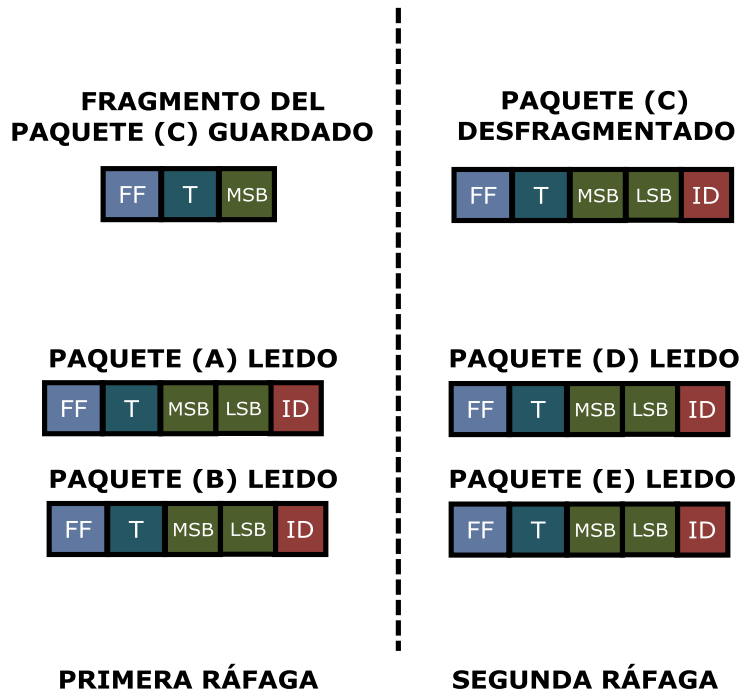 FRAGMENTO DEL
PAQUETE (C) GUARDADO
FF T MSB
PAQUETE (A) LEIDO
FF T MSB LSB ID
PAQUETE (B) LEIDO
FF T MSB LSB ID
PRIMERA RÁFAGA
PAQUETE (C)
DESFRAGMENTADO
FF T MSB LSB ID
PAQUETE (D) LEIDO
FF T MSB LSB ID
PAQUETE (E) LEIDO
FF T MSB LSB ID
SEGUNDA RÁFAGA